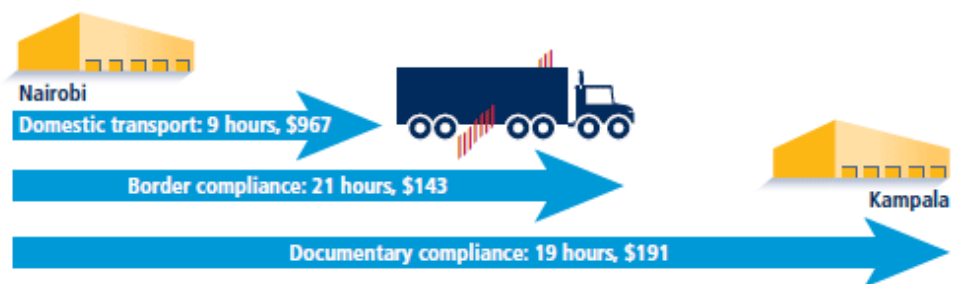 Nairobi
Domestic transport: 9 hours, $967
Border compliance: 21 hours, $143
Kampala
Documentary compliance: 19 hours, $191